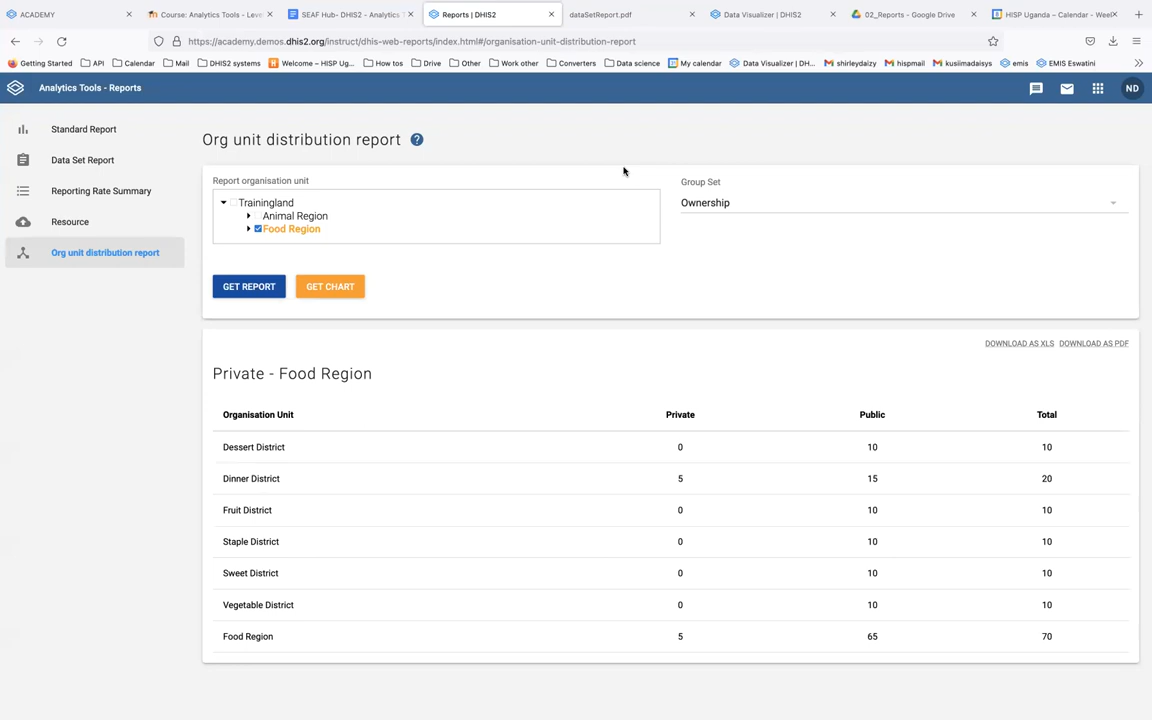 ACADEMY
Course: Analytics Tools - Leve
SEAF Hub- DHIS2 - Analytics T
Reports | DHIS2
dataSetReport.pdf
Data Visualizer | DHIS2
02_Reports - Google Drive
HISP Uganda – Calendar - Week
https://academy.demos.dhis2.org/instruct/dhis-web-reports/index.html#/organisation-unit-distribution-report
Getting Started
API
Calendar
Mail
DHIS2 systems
Welcome – HISP Ug...
How tos
Drive
Other
Work other
Converters
Data science
My calendar
Data Visualizer | DH...
shirleydaizy
hispmail
kusiimadaisys
emis
EMIS Eswatini
Analytics Tools - Reports
ND
Standard Report
Data Set Report
Reporting Rate Summary
Resource
Org unit distribution report
Org unit distribution report ?
Report organisation unit
Trainingland
Animal Region
Food Region
Group Set
Ownership
GET REPORT GET CHART
DOWNLOAD AS XLS DOWNLOAD AS PDF
Private - Food Region
Organisation Unit Private Public Total
Dessert District 0 10 10
Dinner District 5 15 20
Fruit District 0 10 10
Staple District 0 10 10
Sweet District 0 10 10
Vegetable District 0 10 10
Food Region 5 65 70